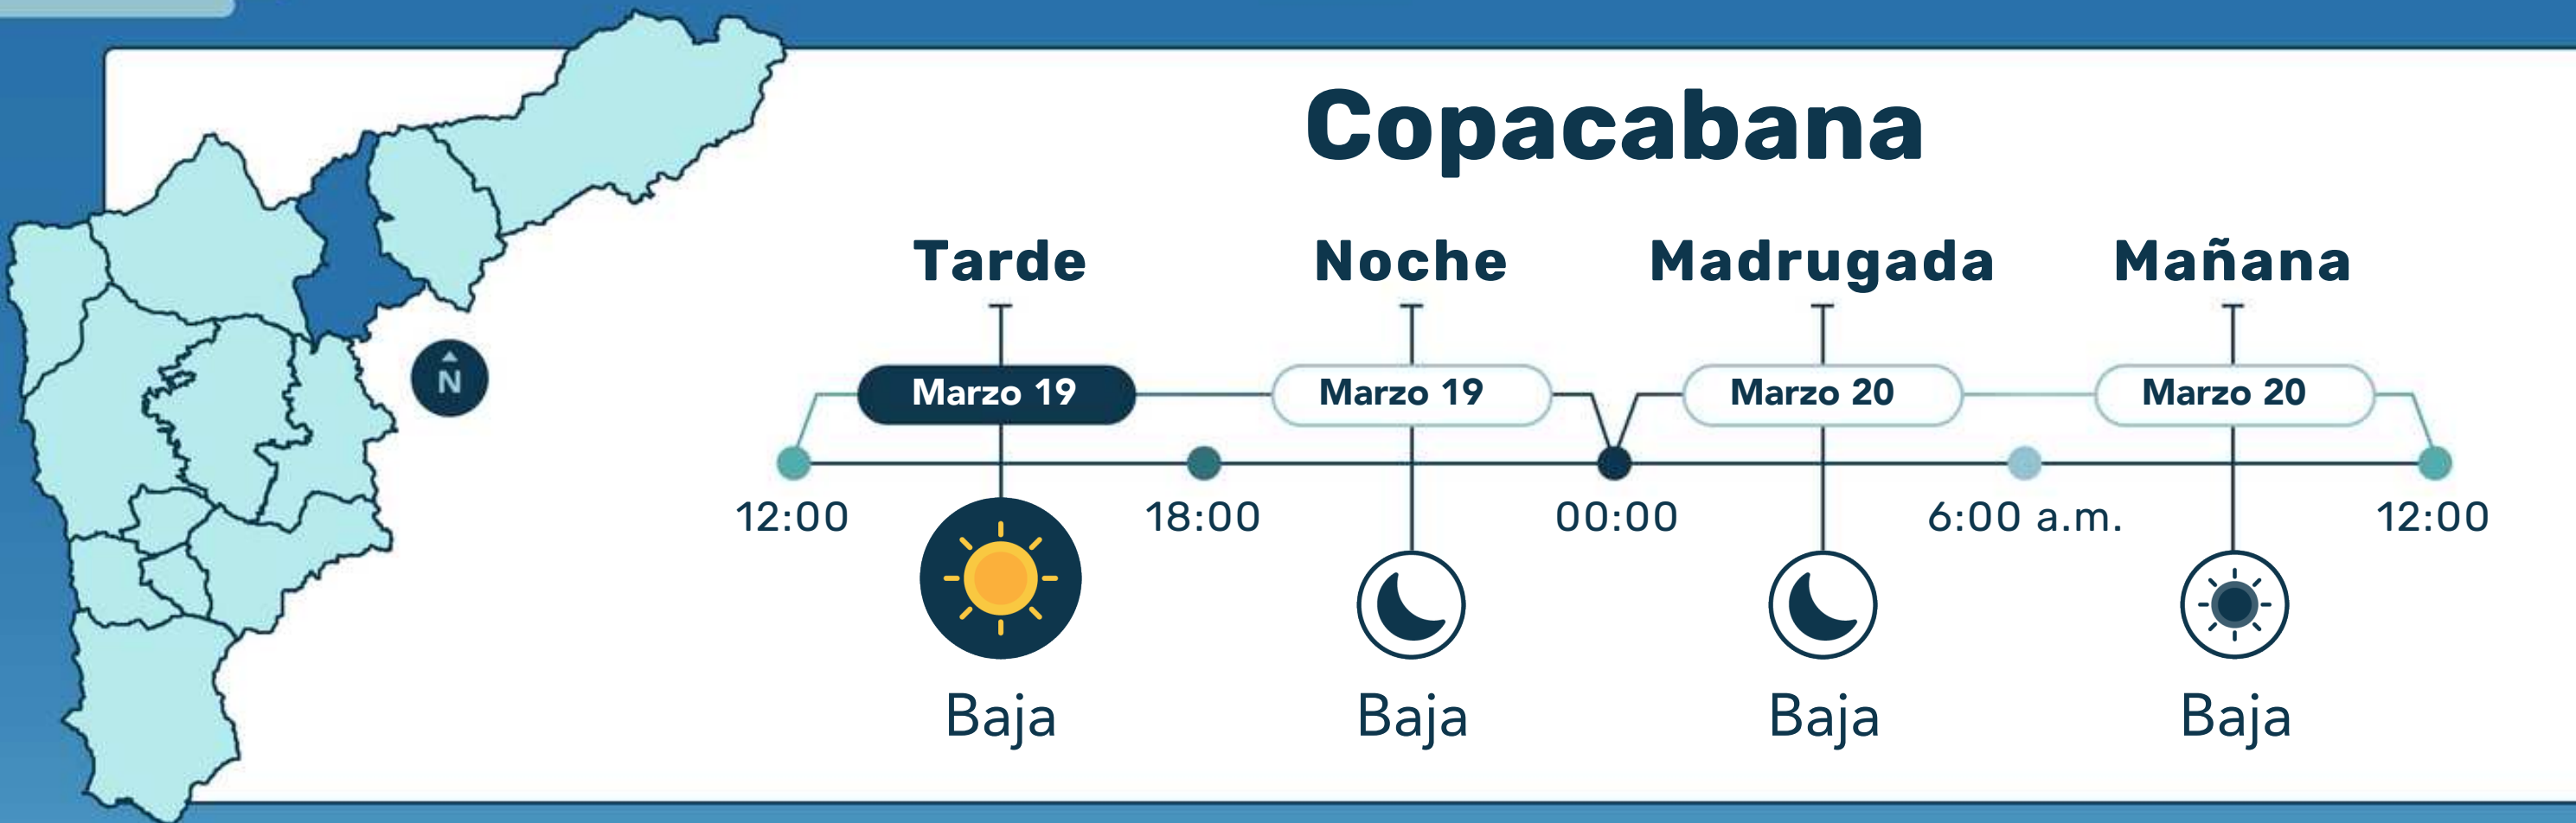 Copacabana
Tarde Noche Madrugada Mañana
Marzo 19 Marzo 19 Marzo 20 Marzo 20
N
12:00 18:00 00:00 6:00 a.m. 12:00
Baja Baja Baja Baja